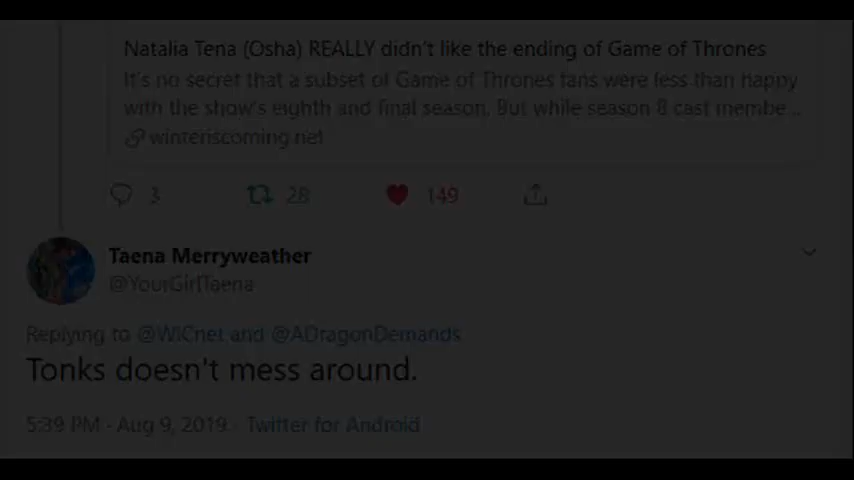 Natalia Tena (Osha) REALLY didn't like the ending of Game of Thrones
It's no secret that a subset of Game of Thrones fans were less than happy
with the show's eighth and final season. But while season 8 cast membe...
winteriscoming.net
3 28 149
Taena Merryweather
@YourGirlTaena
Replying to @WiCnet and @ADragonDemands
Tonks doesn't mess around.
5:39 PM · Aug 9, 2019 · Twitter for Android